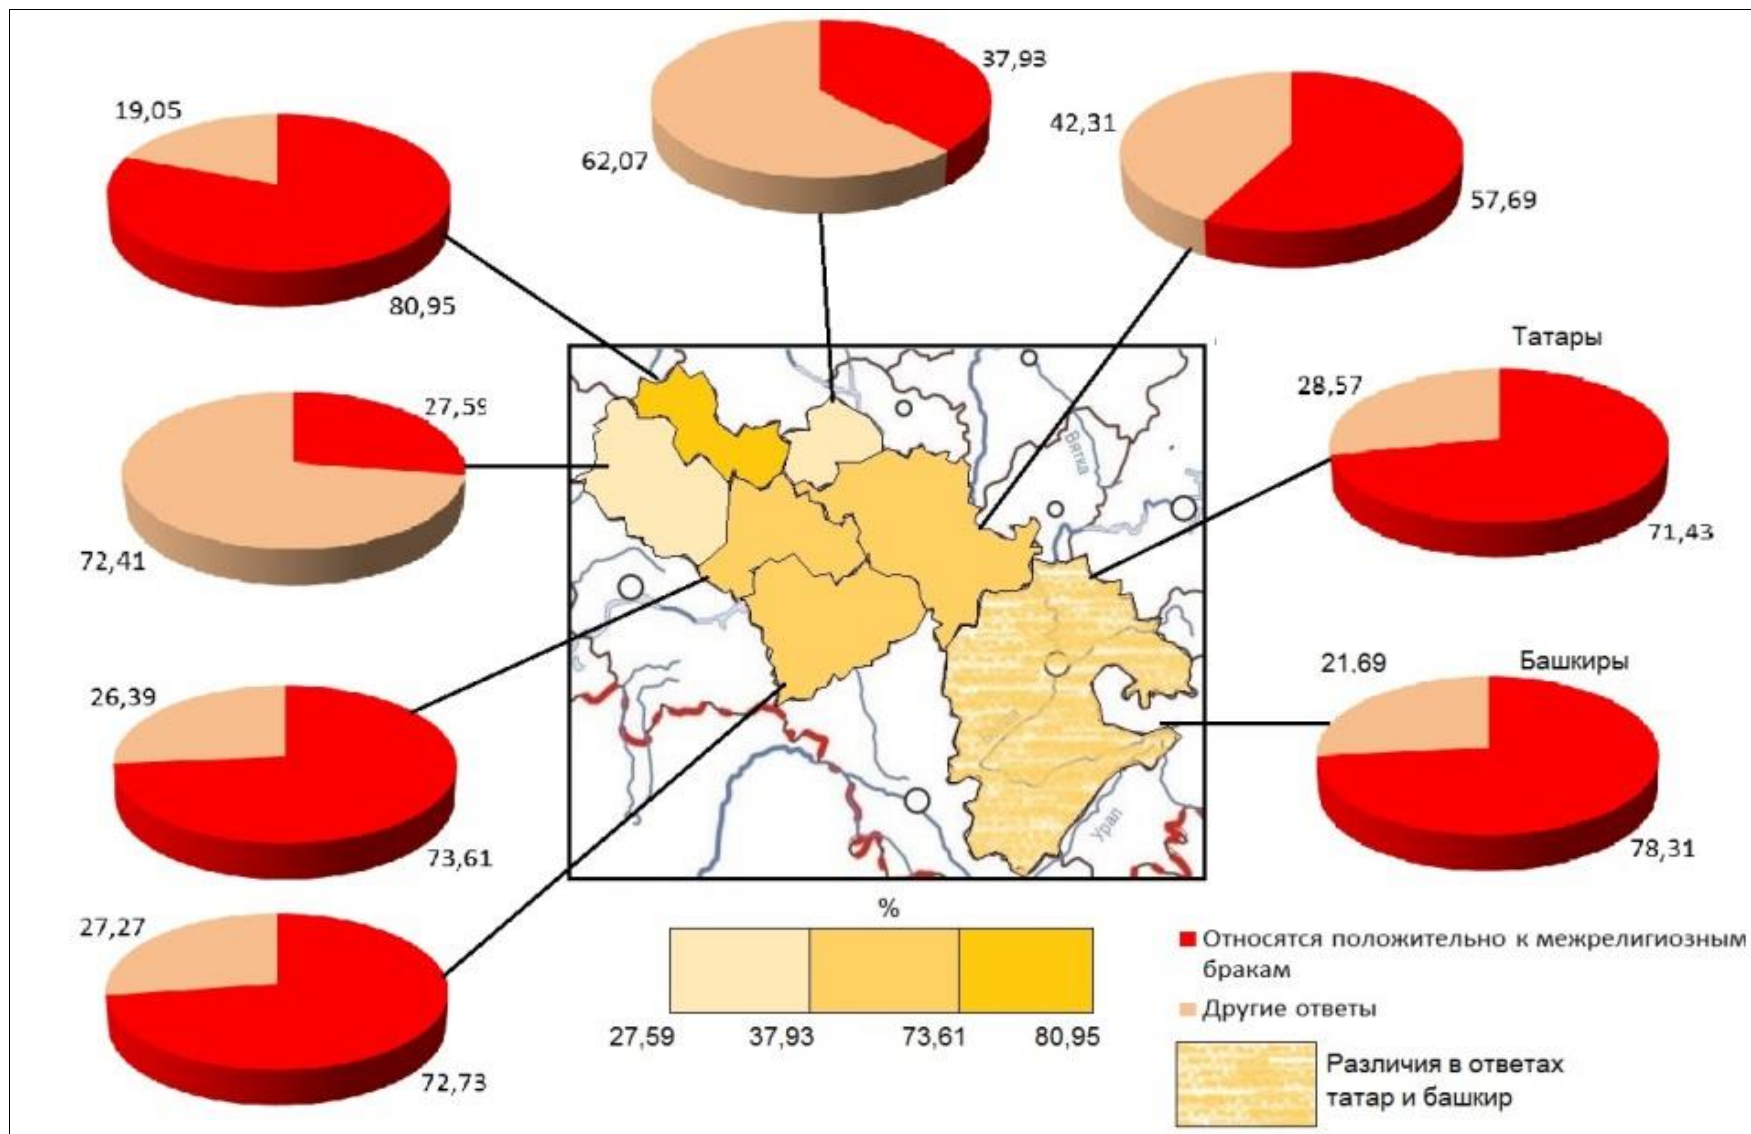 37,93
62,07
19,05
80,95
42,31
57,69
Татары
28,57
71,43
27,59
72,41
Вятка
Башкиры
21.69
78,31
26,39
73,61
Урал
27,27
72,73
%
27,59 37,93 73,61 80,95
Относятся положительно к межрелигиозным
бракам
Другие ответы
Различия в ответах
татар и башкир